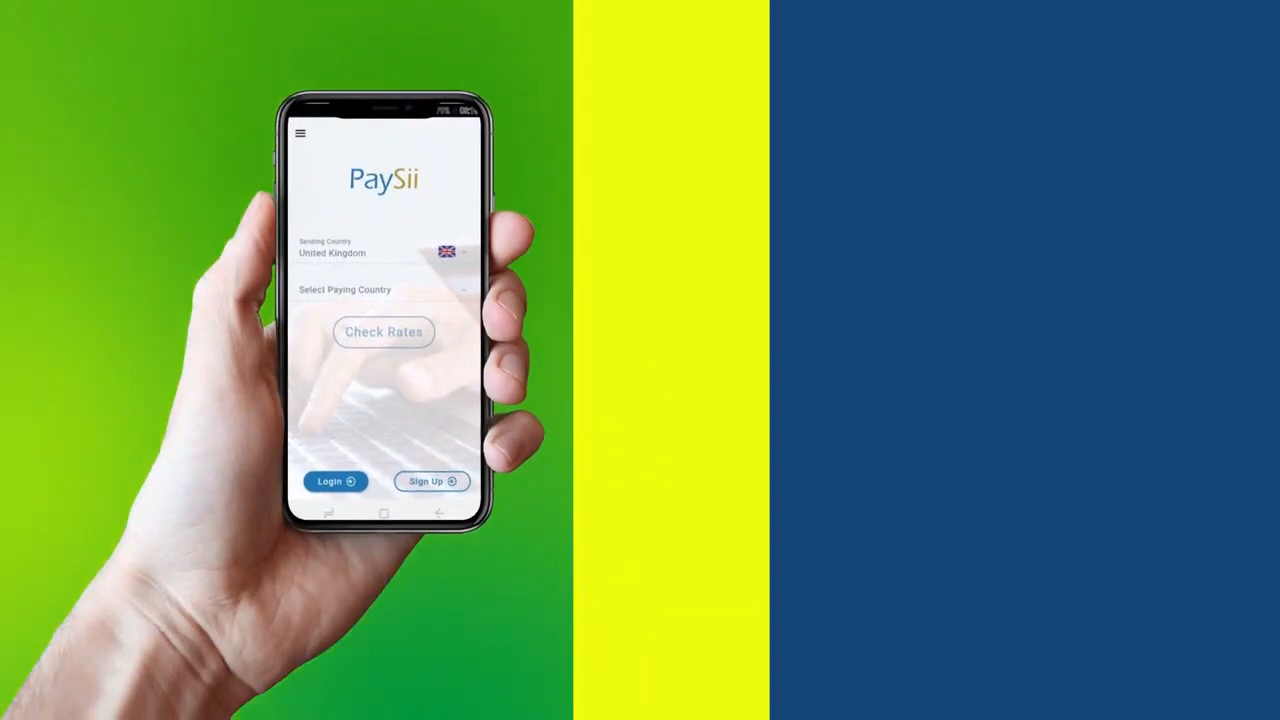 PaySii
Sending Country
United Kingdom
Select Paying Country
Check Rates
Login
Sign Up